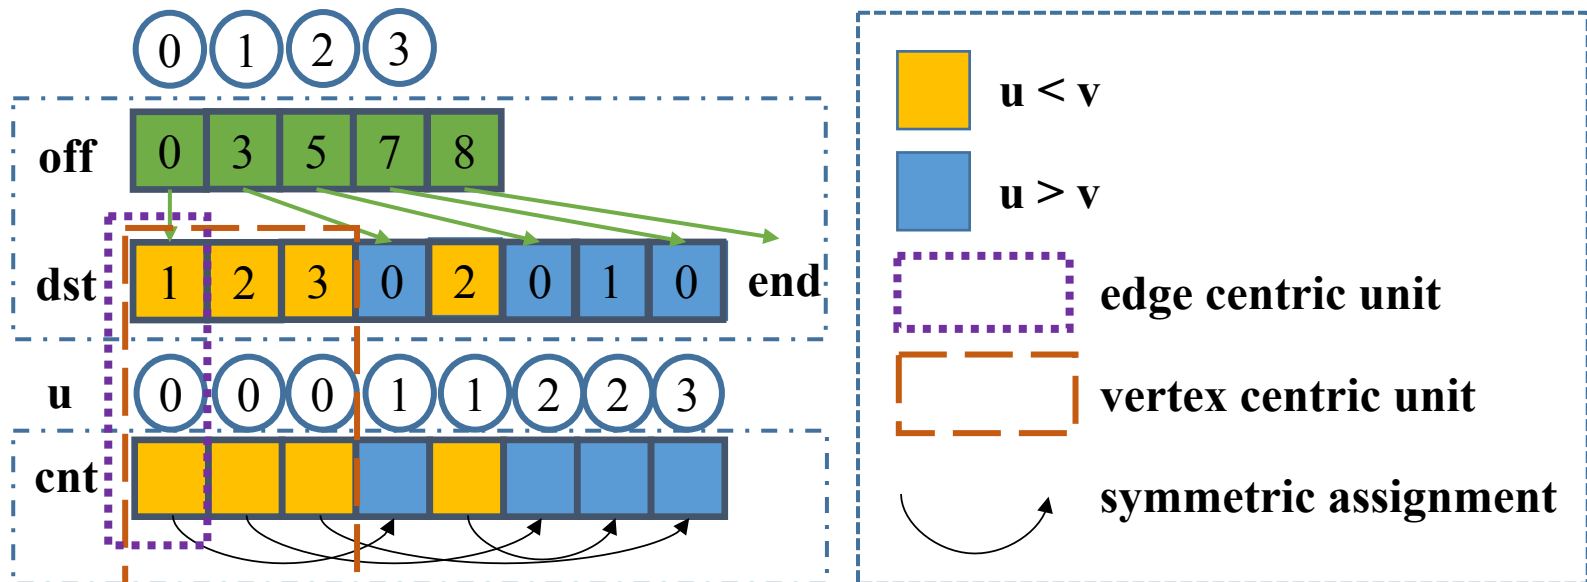 0 1 2 3
off 0 3 5 7 8
dst 1 2 3 0 2 0 1 0 end
u 0 0 0 1 1 2 2 3
cnt
u < v
u > v
edge centric unit
vertex centric unit
symmetric assignment